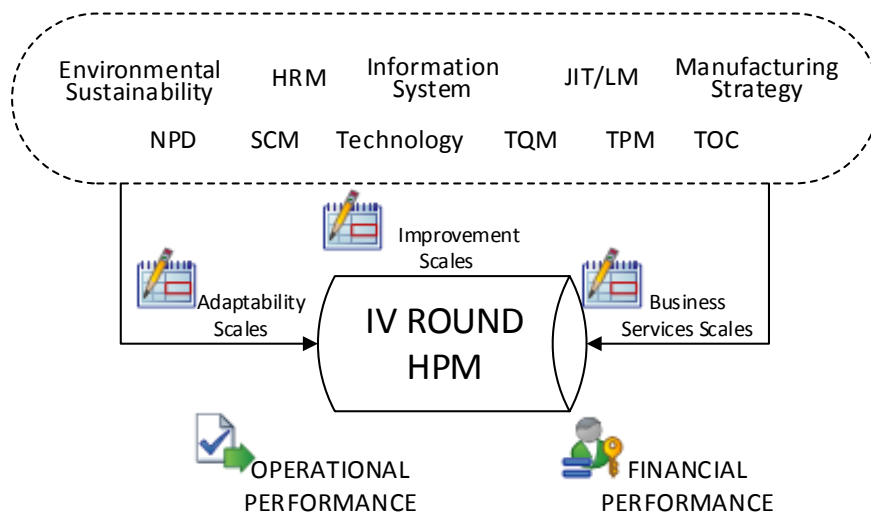 Environmental
Sustainability
HRM
Information
System
JIT/LM
Manufacturing
Strategy
NPD
SCM
Technology
TQM
TPM
TOC
Improvement
Scales
Adaptability
Scales
Business
Services Scales
IV ROUND
HPM
OPERATIONAL
PERFORMANCE
FINANCIAL
PERFORMANCE